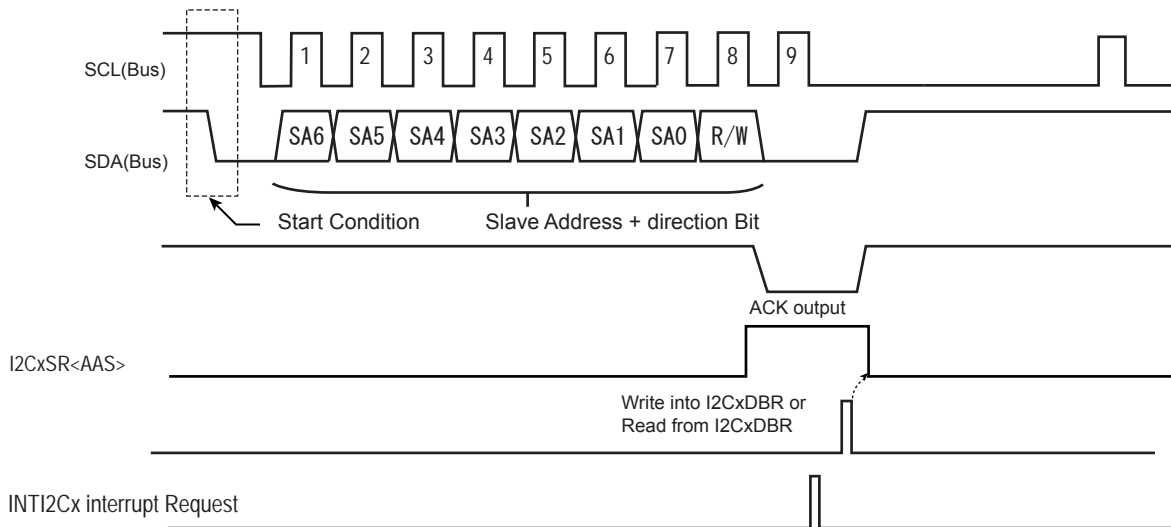 SCL(Bus)
1 2 3 4 5 6 7 8 9
SDA(Bus)
SA6 SA5 SA4 SA3 SA2 SA1 SA0 R/W
Start Condition
Slave Address + direction Bit
ACK output
I2CxSR<AAS>
Write into I2CxDBR or
Read from I2CxDBR
INTI2Cx interrupt Request